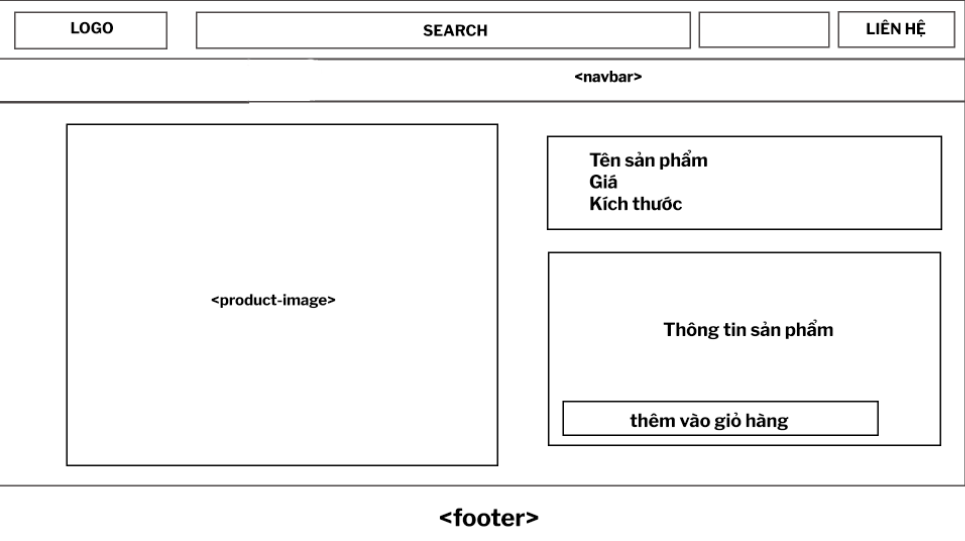 LOGO
SEARCH
LIÊN HỆ
<navbar>
<product-image>
Tên sản phẩm
Giá
Kích thước
Thông tin sản phẩm
thêm vào giỏ hàng
<footer>